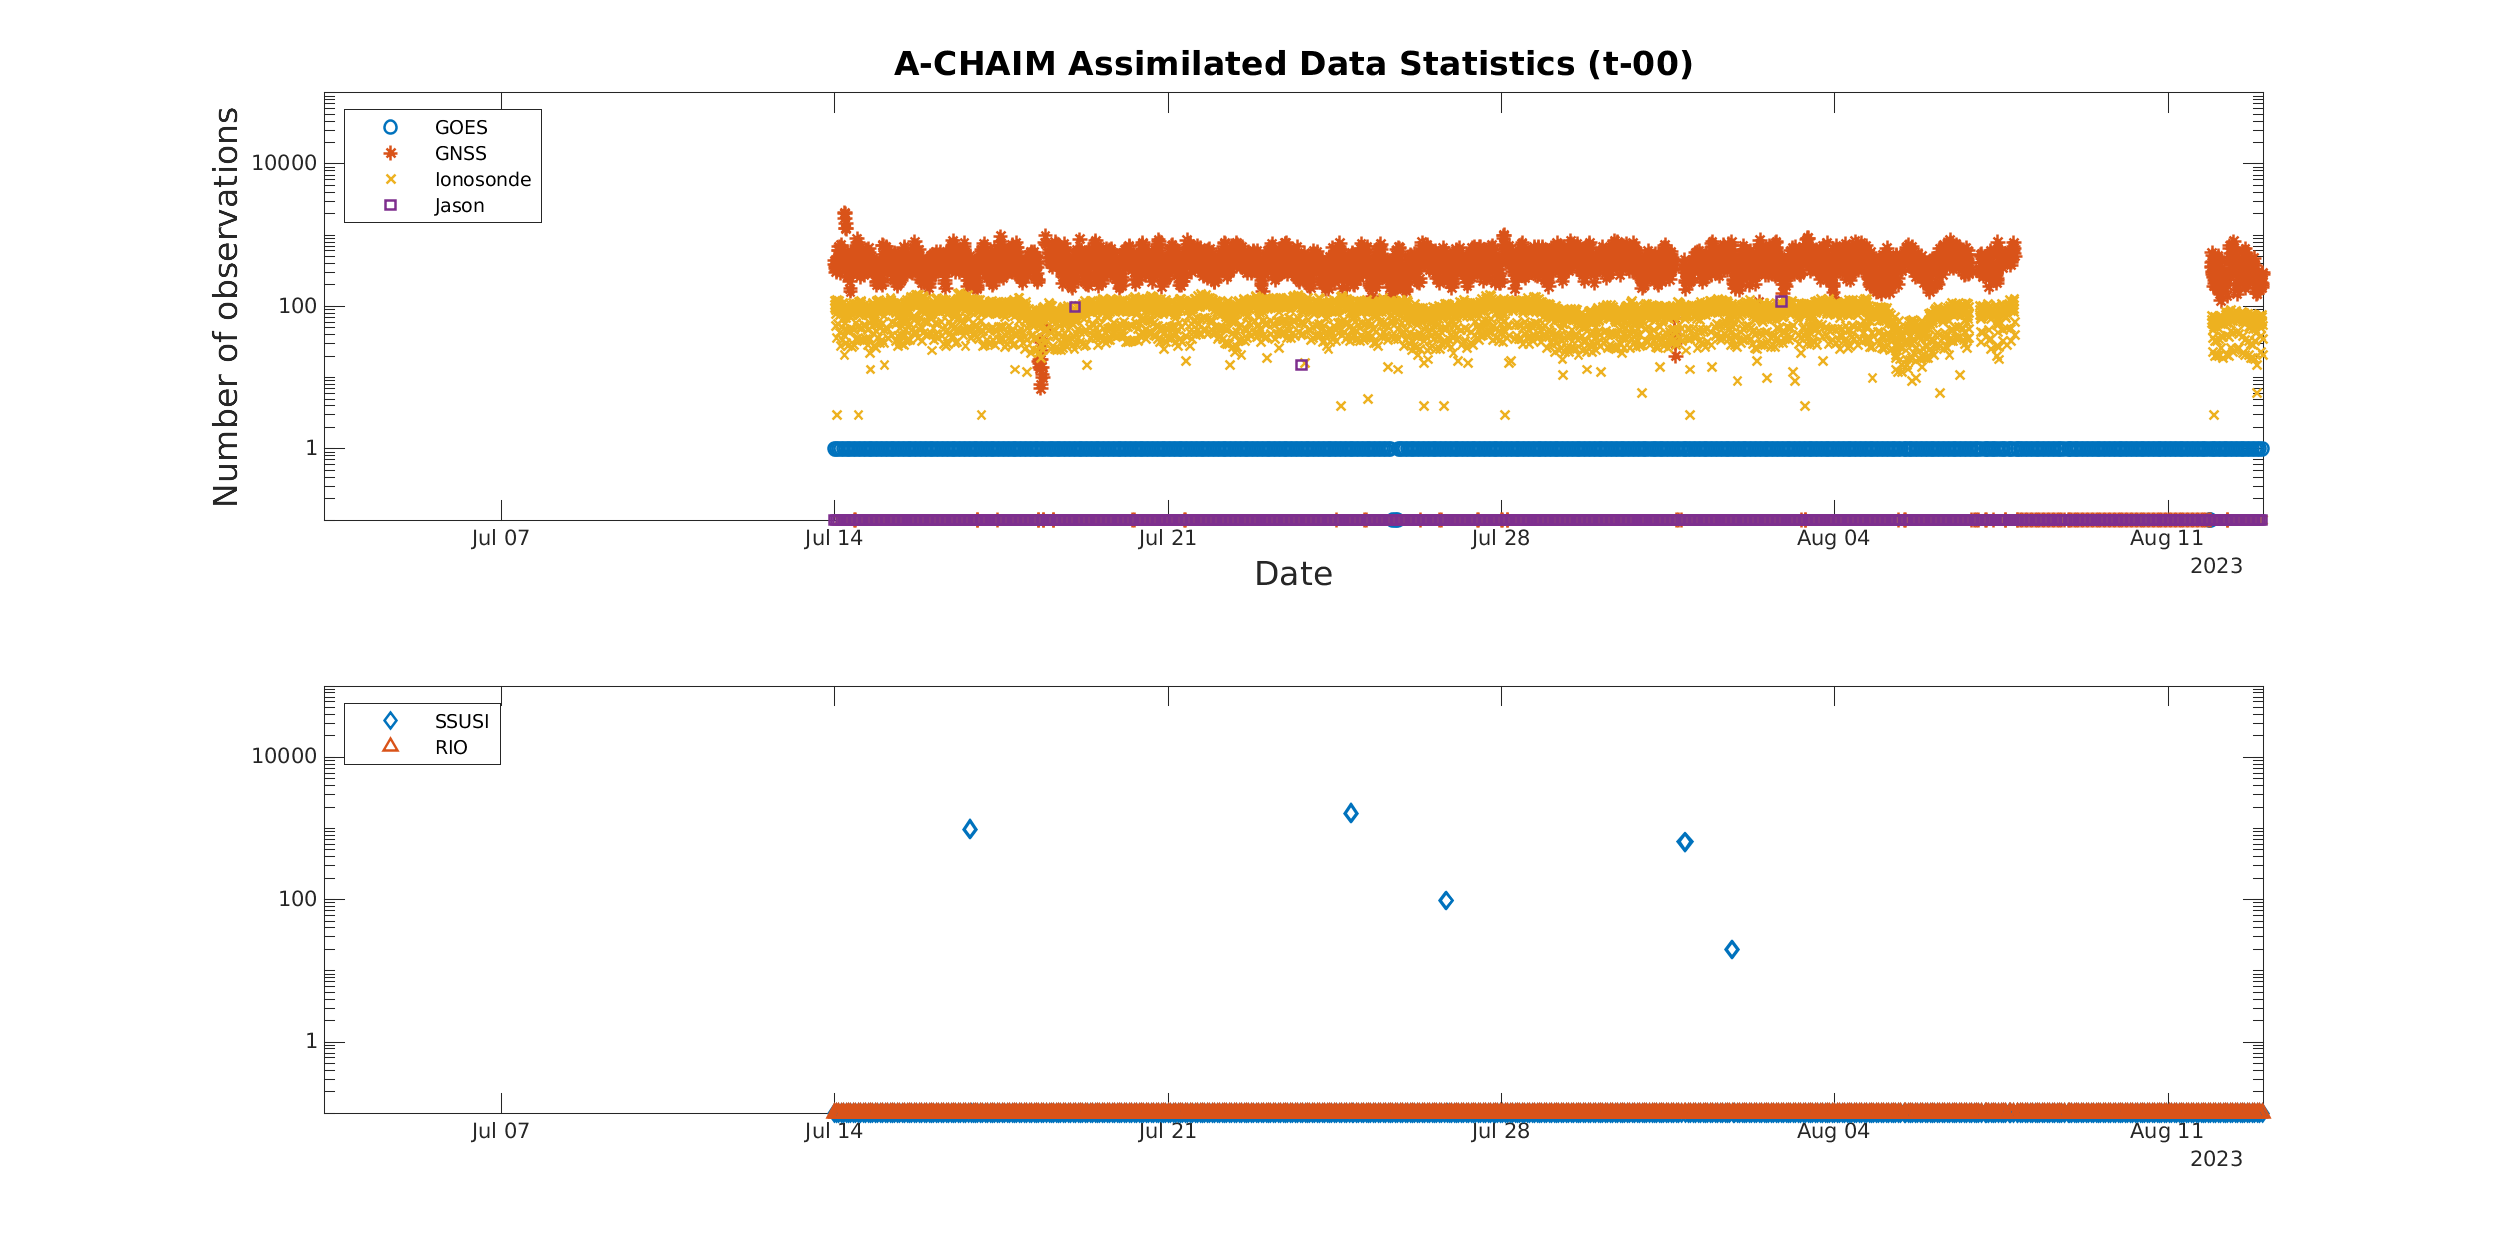 A-CHAIM Assimilated Data Statistics (t-00)
Number of observations
10000
100
1
GOES
GNSS
Ionosonde
Jason
Jul 07
Jul 14
Jul 21
Jul 28
Aug 04
Aug 11
2023
Date
10000
100
1
SSUSI
RIO
Jul 07
Jul 14
Jul 21
Jul 28
Aug 04
Aug 11
2023